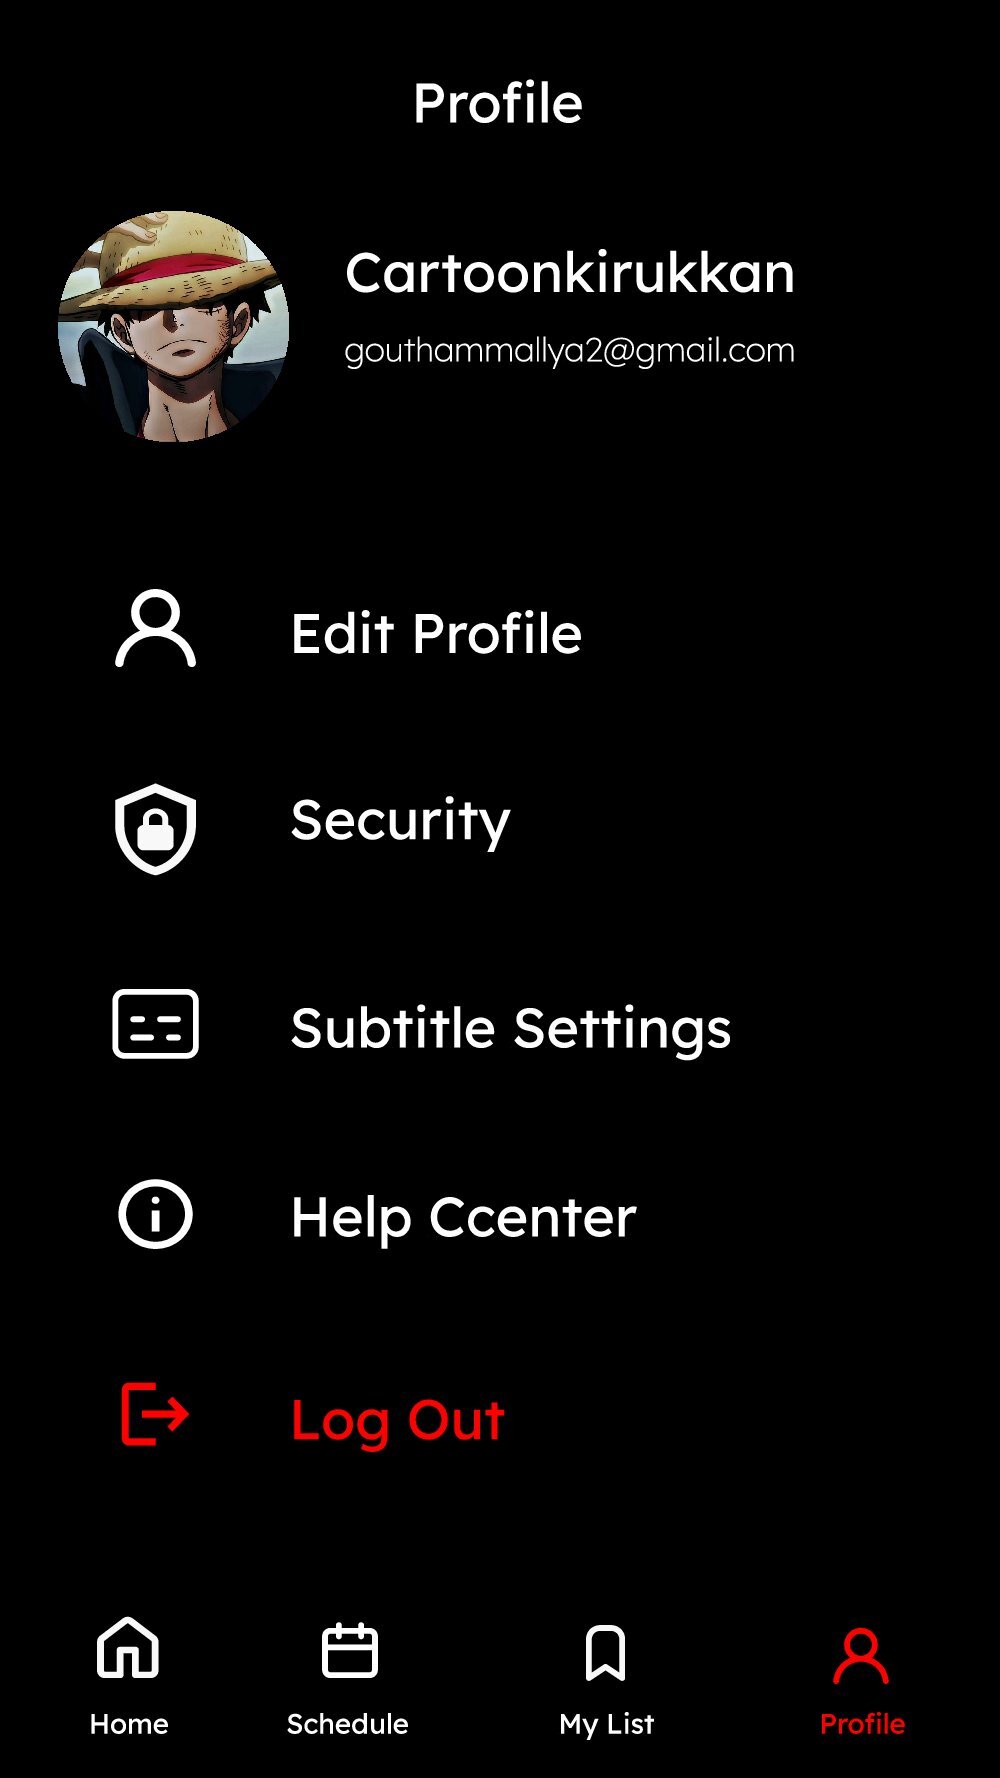 Profile
Cartoonkirukkan
gouthammallya2@gmail.com
Edit Profile
Security
Subtitle Settings
Help Ccenter
Log Out
Home
Schedule
My List
Profile